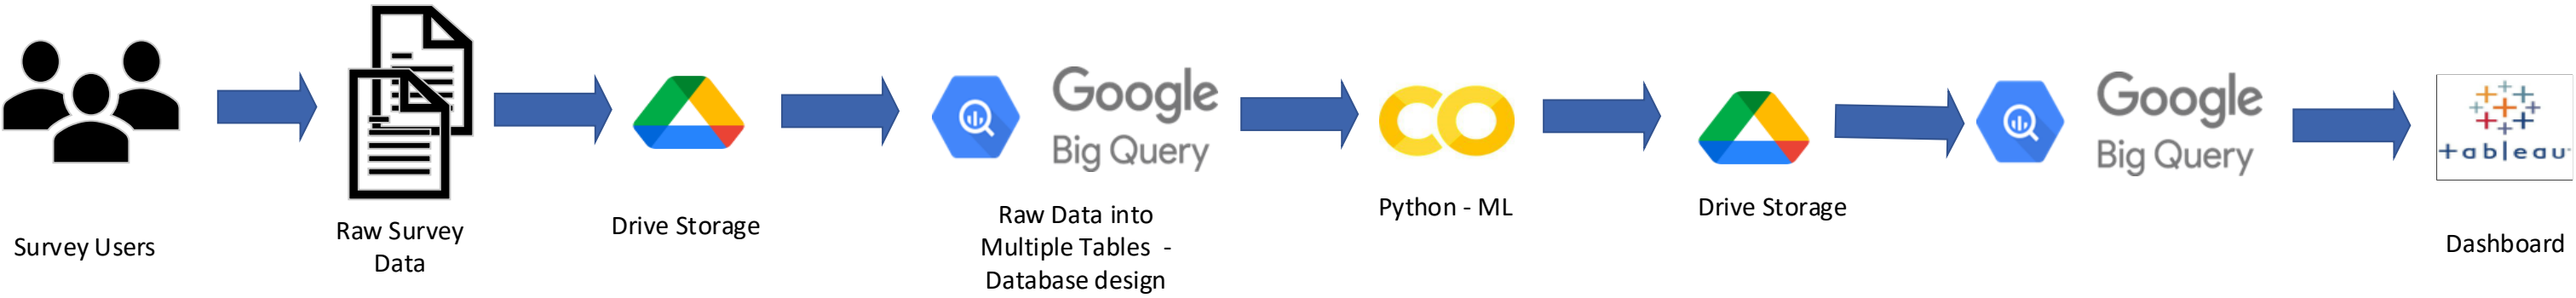 Survey Users
Raw Survey
Data
Drive Storage
Google
Big Query
Raw Data into
Multiple Tables -
Database design
Python - ML
Drive Storage
Google
Big Query
+ableau
Dashboard